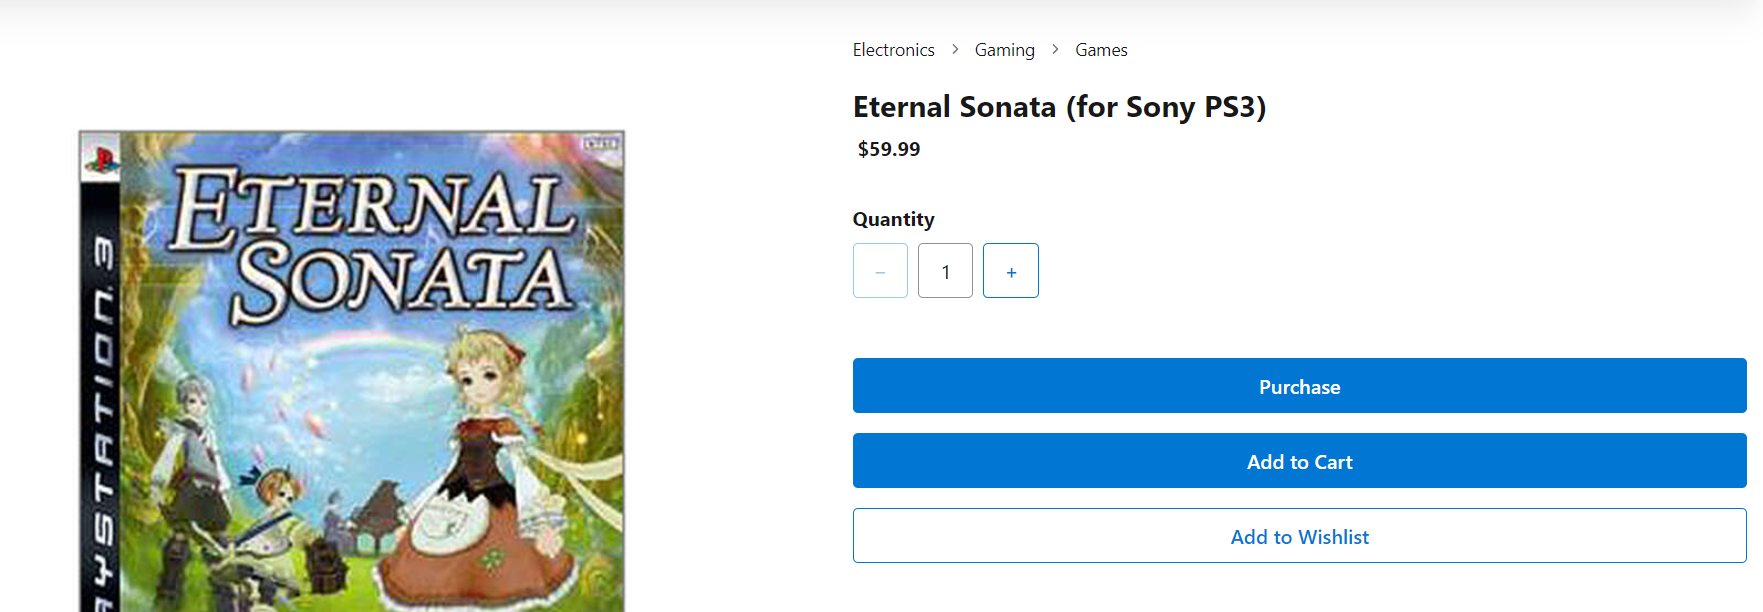 Electronics > Gaming > Games
Eternal Sonata (for Sony PS3)
$59.99
Quantity
− 1 +
Purchase
Add to Cart
Add to Wishlist
ETERNAL
SONATA
AYSTATION 3